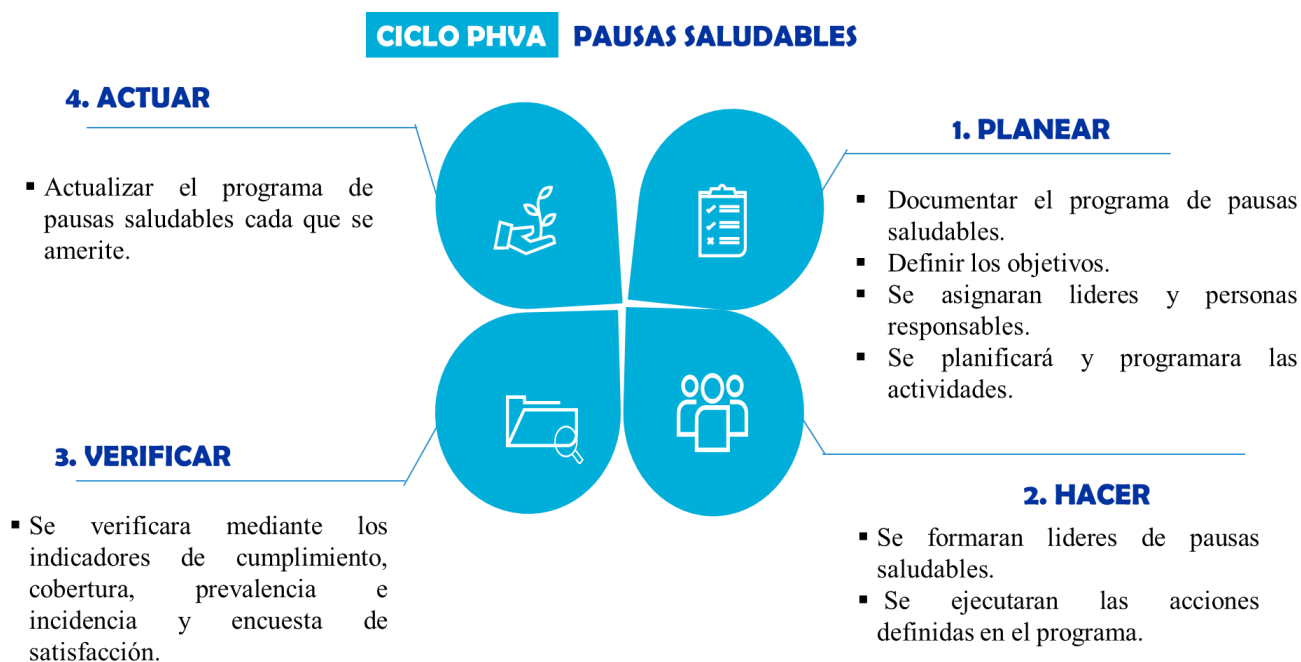 CICLO PHVA PAUSAS SALUDABLES
4. ACTUAR
▪ Actualizar el programa de
pausas saludables cada que se
amerite.
1. PLANEAR
▪ Documentar el programa de pausas
saludables.
▪ Definir los objetivos.
▪ Se asignaran lideres y personas
responsables.
▪ Se planificará y programara las
actividades.
3. VERIFICAR
▪ Se verificara mediante los
indicadores de cumplimiento,
cobertura, prevalencia e
incidencia y encuesta de
satisfacción.
2. HACER
▪ Se formaran lideres de pausas
saludables.
▪ Se ejecutaran las acciones
definidas en el programa.